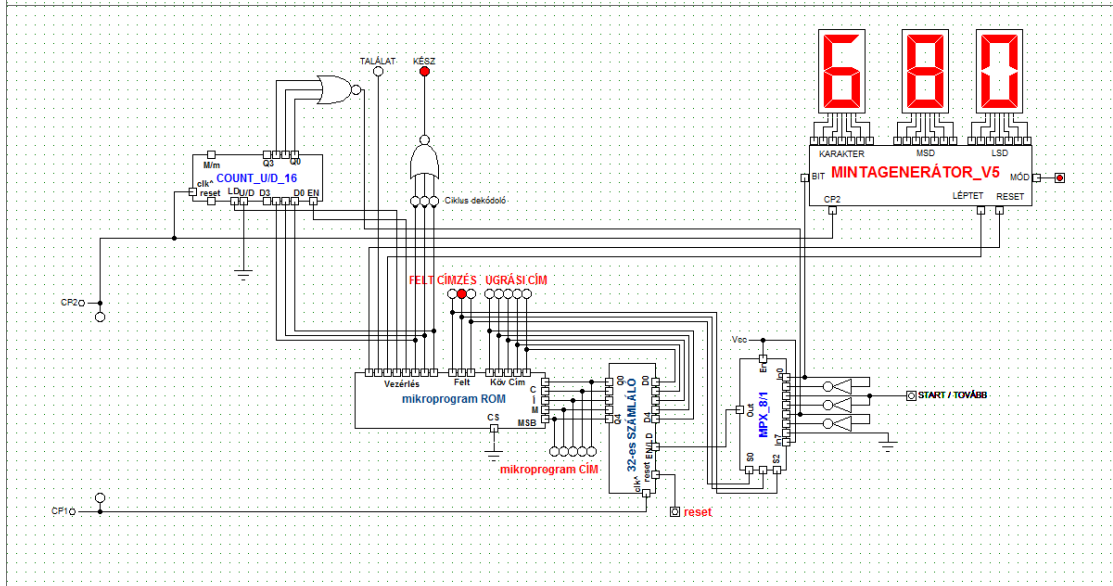 680
TALÁLAT KÉSZ
KARAKTER MSD LSD
M/m Q3 Q0
COUNT_U/D_16
MINTAGENERÁTOR_V5
BIT MÓD
clk^
reset LD U/D D3 D0 EN
CP2 LÉPTET RESET
Ciklus dekódoló
FELT CÍMZÉS UGRÁSI CÍM
CP2
Vcc
En
Vezérlés Felt Köv Cím
mikroprogram ROM
C
Í
M
MSB
CS
mikroprogram CÍM
Q0 D0
Q4 D4
32-es SZÁMLÁLÓ
EN/LD
reset
clk^
In0
Out
MPX_8/1
In7
S0 S2
START / TOVÁBB
reset
CP1